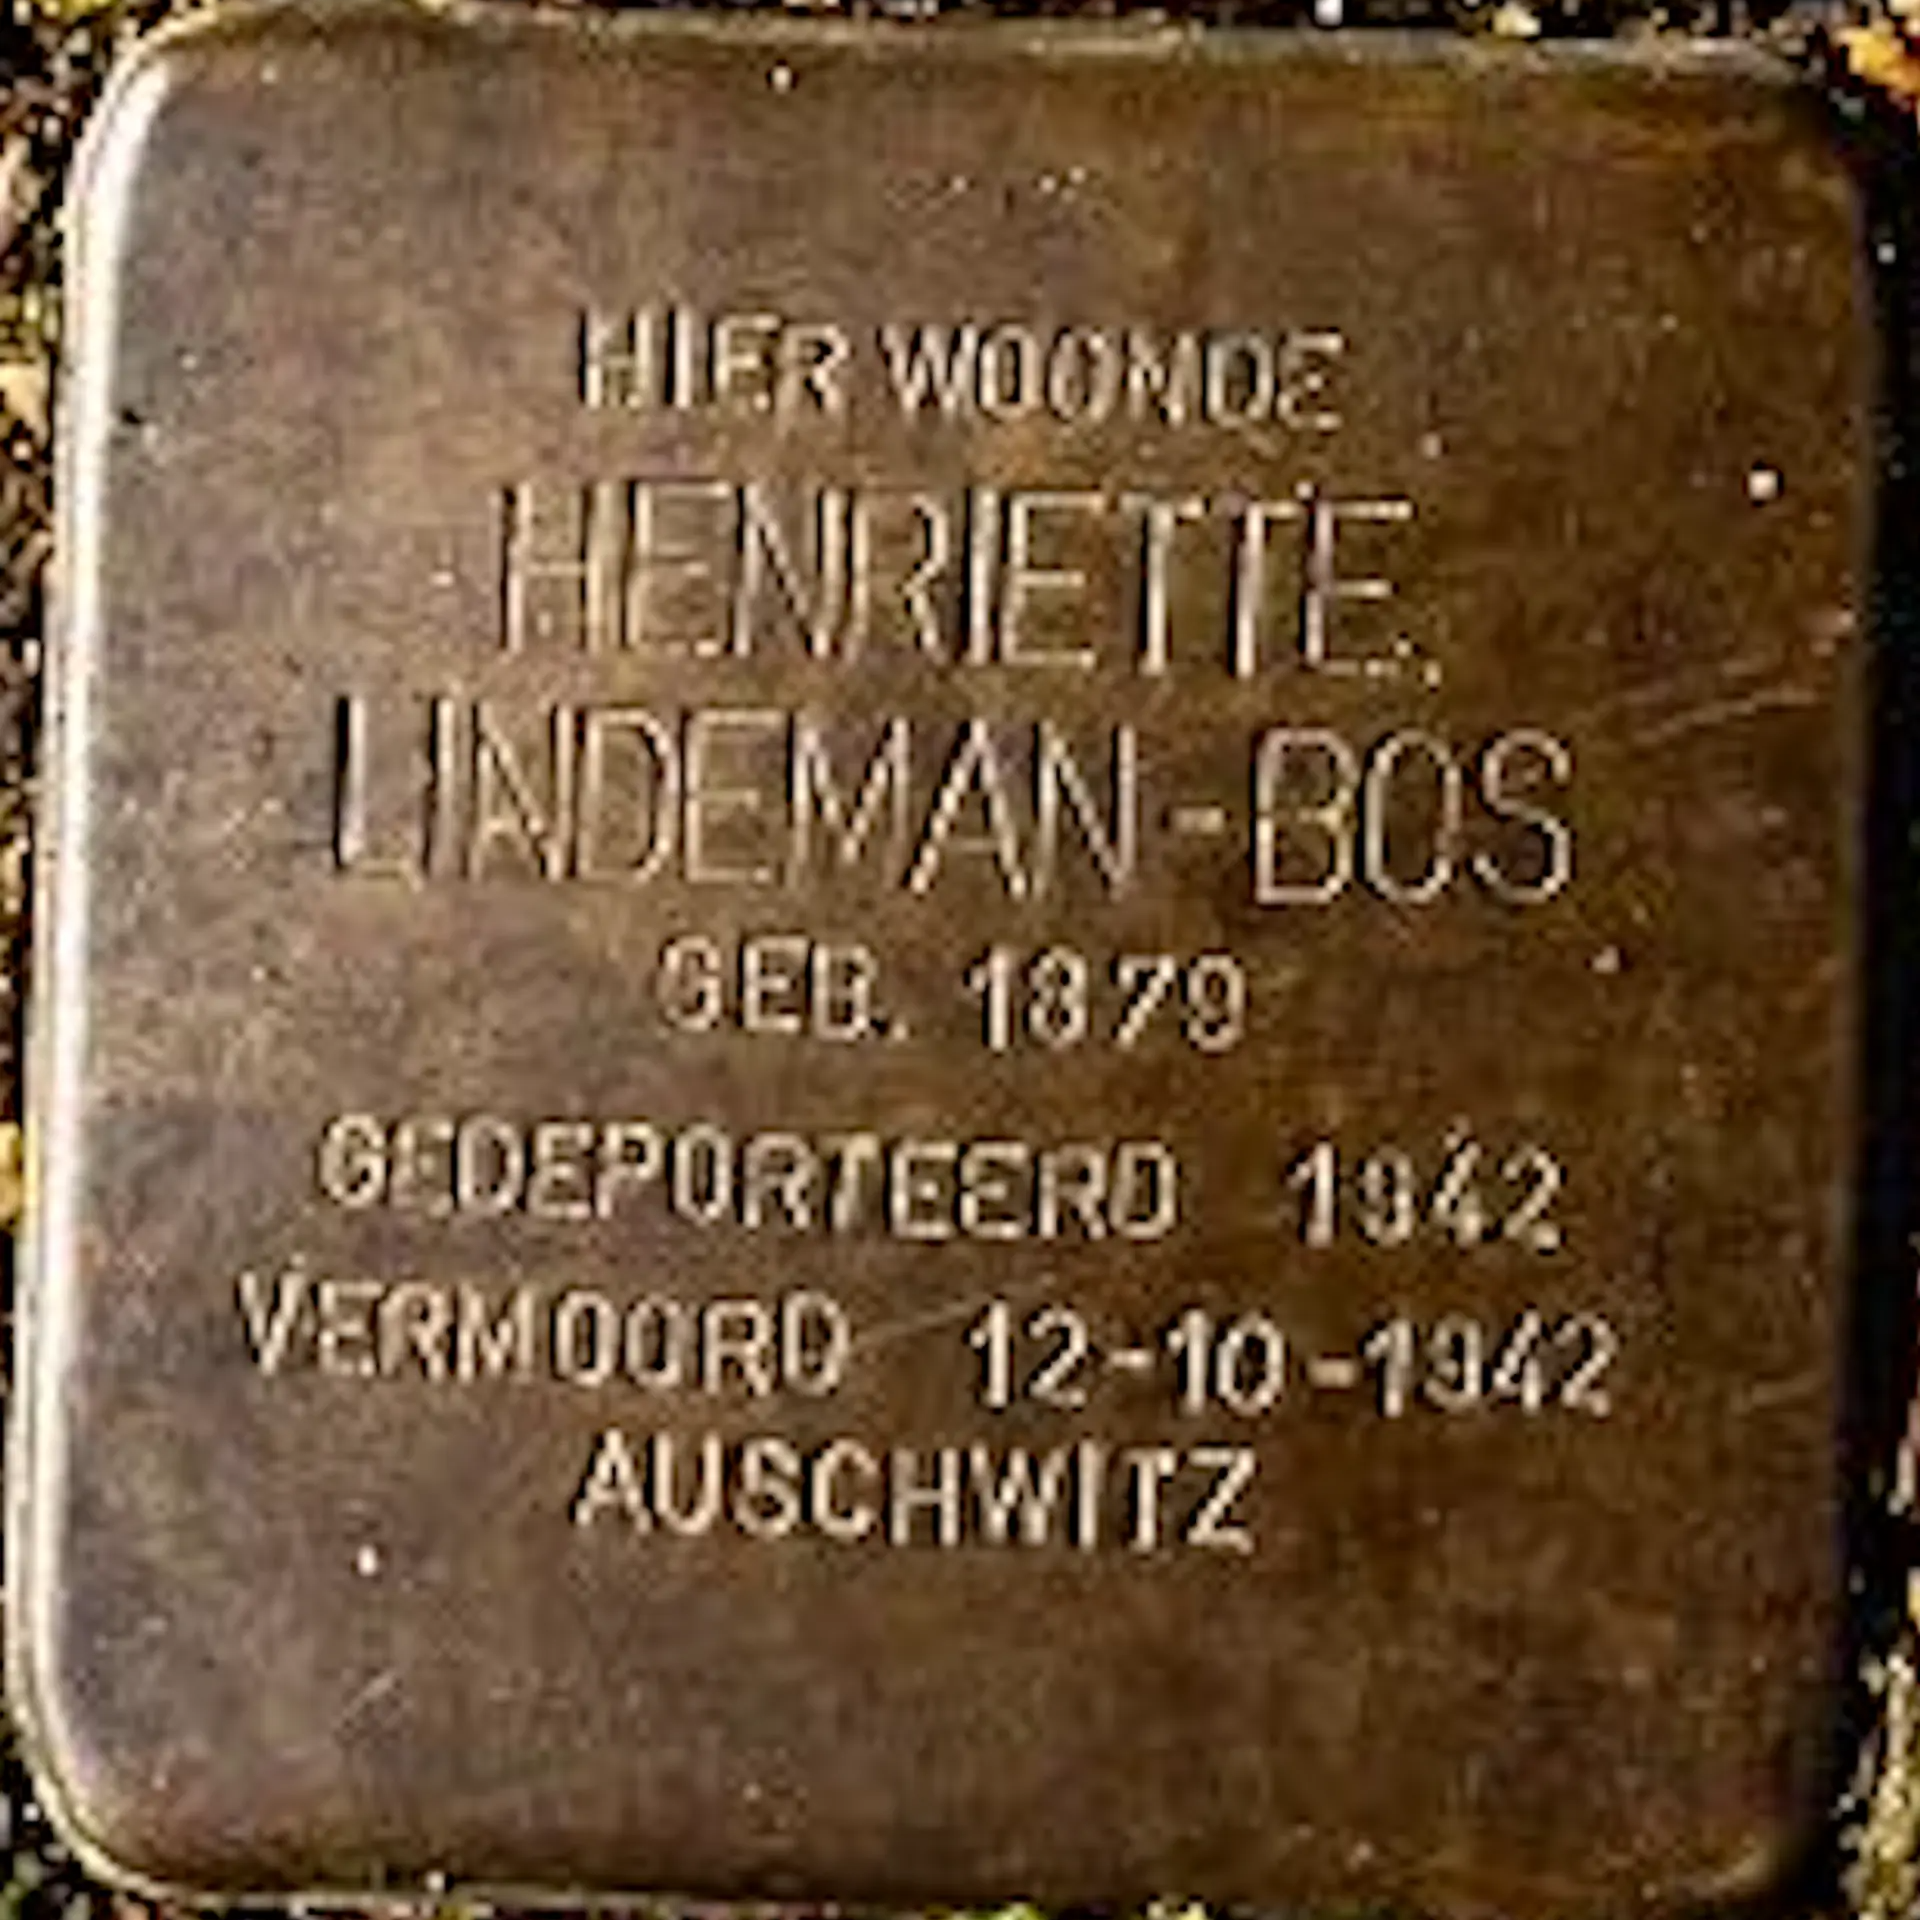 HIER WOONDE
HENRIETTE
LINDEMAN-BOS
GEB. 1879
GEDEPORTEERD 1942
VERMOORD 12-10-1942
AUSCHWITZ